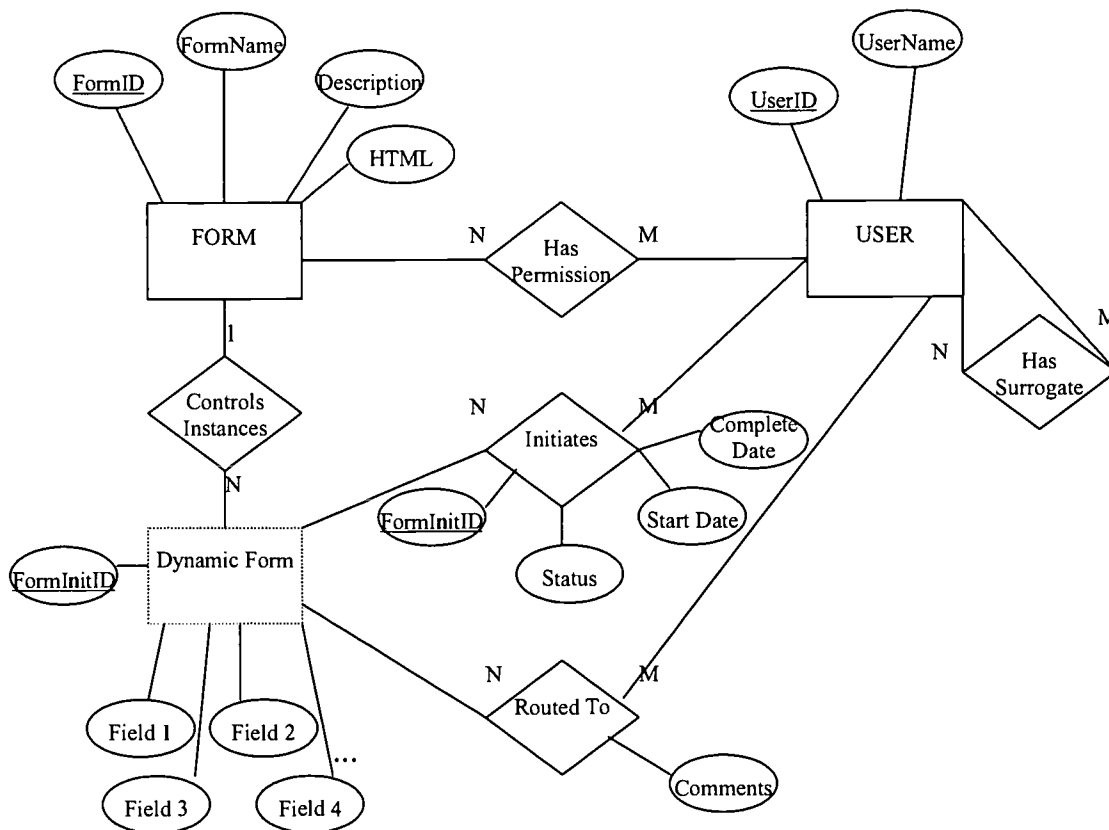 FormName
UserName
FormID
Description
UserID
HTML
FORM
USER
N
M
Has
Permission
1
M
N
Has
Surrogate
Controls
Instances
N
M
Complete
Date
Initiates
N
FormInitID
Start Date
Dynamic Form
FormInitID
Status
N
M
Routed To
Field 1
Field 2
...
Comments
Field 3
Field 4